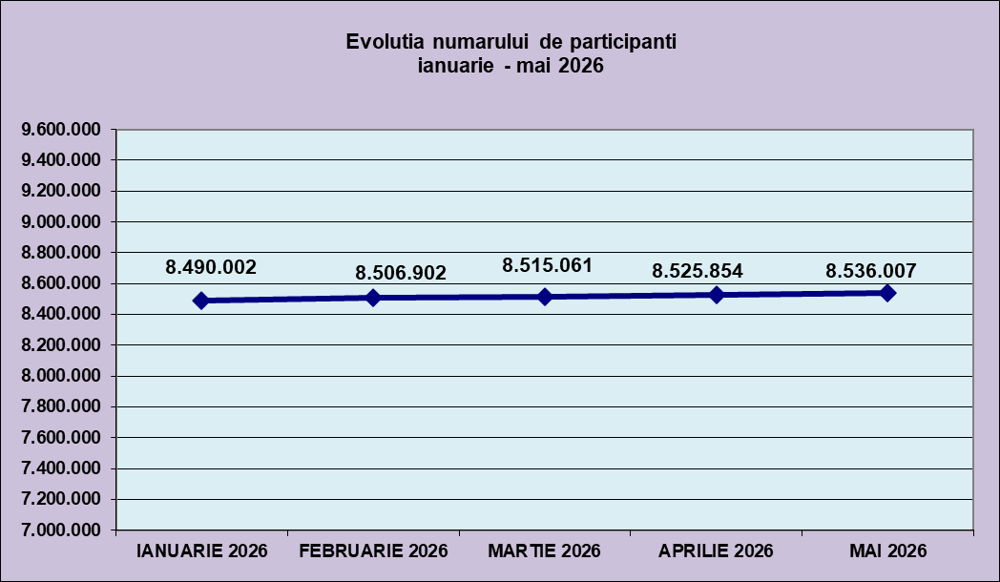 Evolutia numarului de participanti
ianuarie - mai 2026
9.600.000
9.400.000
9.200.000
9.000.000
8.800.000
8.600.000
8.400.000
8.200.000
8.000.000
7.800.000
7.600.000
7.400.000
7.200.000
7.000.000
8.490.002
8.506.902
8.515.061
8.525.854
8.536.007
IANUARIE 2026
FEBRUARIE 2026
MARTIE 2026
APRILIE 2026
MAI 2026